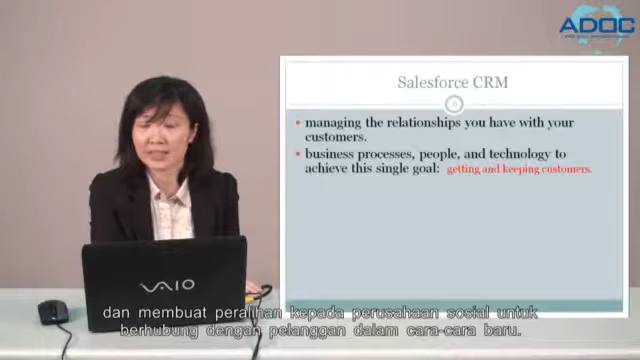 ADOC
Salesforce CRM
managing the relationships you have with your
customers.
business processes, people, and technology to
achieve this single goal: getting and keeping customers.
VAIO
dan membuat peralihan kepada perusahaan sosial untuk
berhubung dengan pelanggan dalam cara-cara baru.